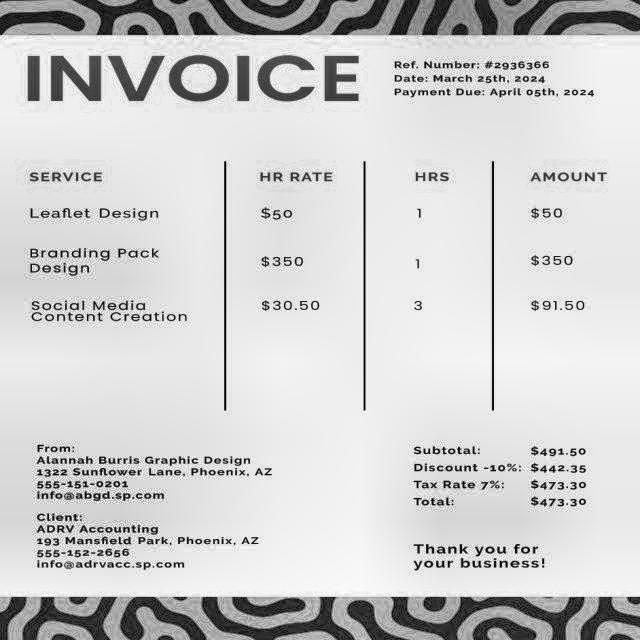 INVOICE
Ref. Number: #2936366
Date: March 25th, 2024
Payment Due: April 05th, 2024
SERVICE HR RATE HRS AMOUNT
Leaflet Design $50 1 $50
Branding Pack
Design $350 1 $350
Social Media
Content Creation $30.50 3 $91.50
From:
Alannah Burris Graphic Design
1322 Sunflower Lane, Phoenix, AZ
555-151-0201
info@abgd.sp.com
Client:
ADRV Accounting
193 Mansfield Park, Phoenix, AZ
555-152-2656
info@adrvacc.sp.com
Subtotal: $491.50
Discount -10%: $442.35
Tax Rate 7%: $473.30
Total: $473.30
Thank you for
your business!